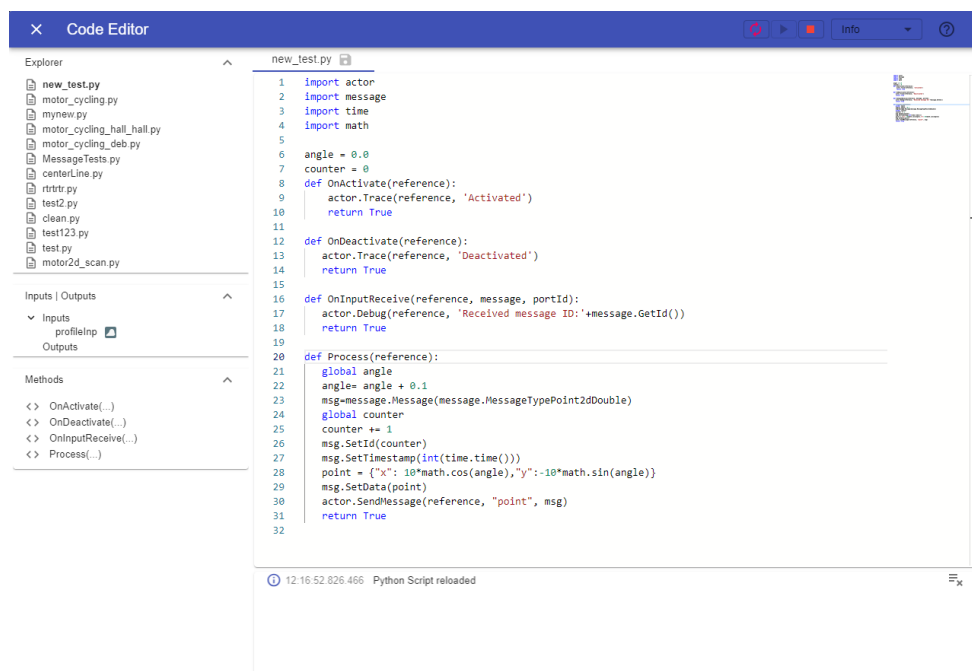 Code Editor
Info
Explorer
new_test.py
motor_cycling.py
mynew.py
motor_cycling_hall_hall.py
motor_cycling_deb.py
MessageTests.py
centerLine.py
rtrtrtr.py
test2.py
clean.py
test123.py
test.py
motor2d_scan.py
Inputs | Outputs
Inputs
profileInp
Outputs
Methods
<> OnActivate(...)
<> OnDeactivate(...)
<> OnInputReceive(...)
<> Process(...)
new_test.py
1 import actor
2 import message
3 import time
4 import math
5
6 angle = 0.0
7 counter = 0
8 def OnActivate(reference):
9 actor.Trace(reference, 'Activated')
10 return True
11
12 def OnDeactivate(reference):
13 actor.Trace(reference, 'Deactivated')
14 return True
15
16 def OnInputReceive(reference, message, portId):
17 actor.Debug(reference, 'Received message ID:'+message.GetId())
18 return True
19
20 def Process(reference):
21 global angle
22 angle= angle + 0.1
23 msg=message.Message(message.MessageTypePoint2dDouble)
24 global counter
25 counter += 1
26 msg.SetId(counter)
27 msg.SetTimestamp(int(time.time()))
28 point = {"x": 10*math.cos(angle),"y":-10*math.sin(angle)}
29 msg.SetData(point)
30 actor.SendMessage(reference, "point", msg)
31 return True
32
12:16:52.826.466 Python Script reloaded